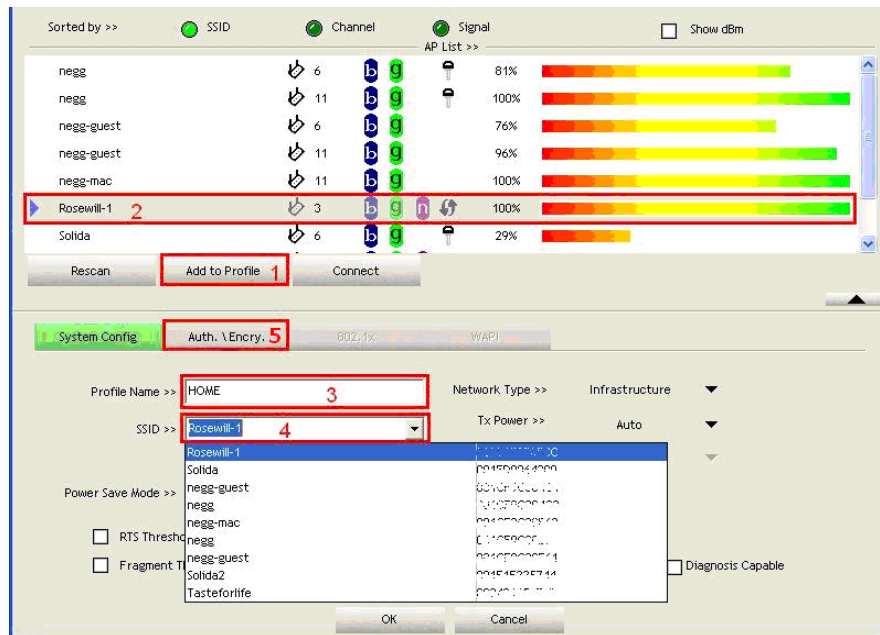 Sorted by >> SSID Channel Signal Show dBm
AP List >>
negg 6 b g 81%
negg 11 b g 100%
negg-guest 6 b g 76%
negg-guest 11 b g 96%
negg-mac 11 b g 100%
Rosewill-1 2 3 b g n 100%
Solida 6 b g 29%
Rescan Add to Profile 1 Connect
System Config Auth. \ Encry. 5 802.1x WAPI
Profile Name >> HOME 3 Network Type >> Infrastructure
SSID >> Rosewill-1 4 Tx Power >> Auto
Rosewill-1
Solida
Power Save Mode >> negg-guest
negg
negg-mac
RTS negg
Fragment negg-guest Diagnosis Capable
Solida2
Tasteforlife
OK Cancel